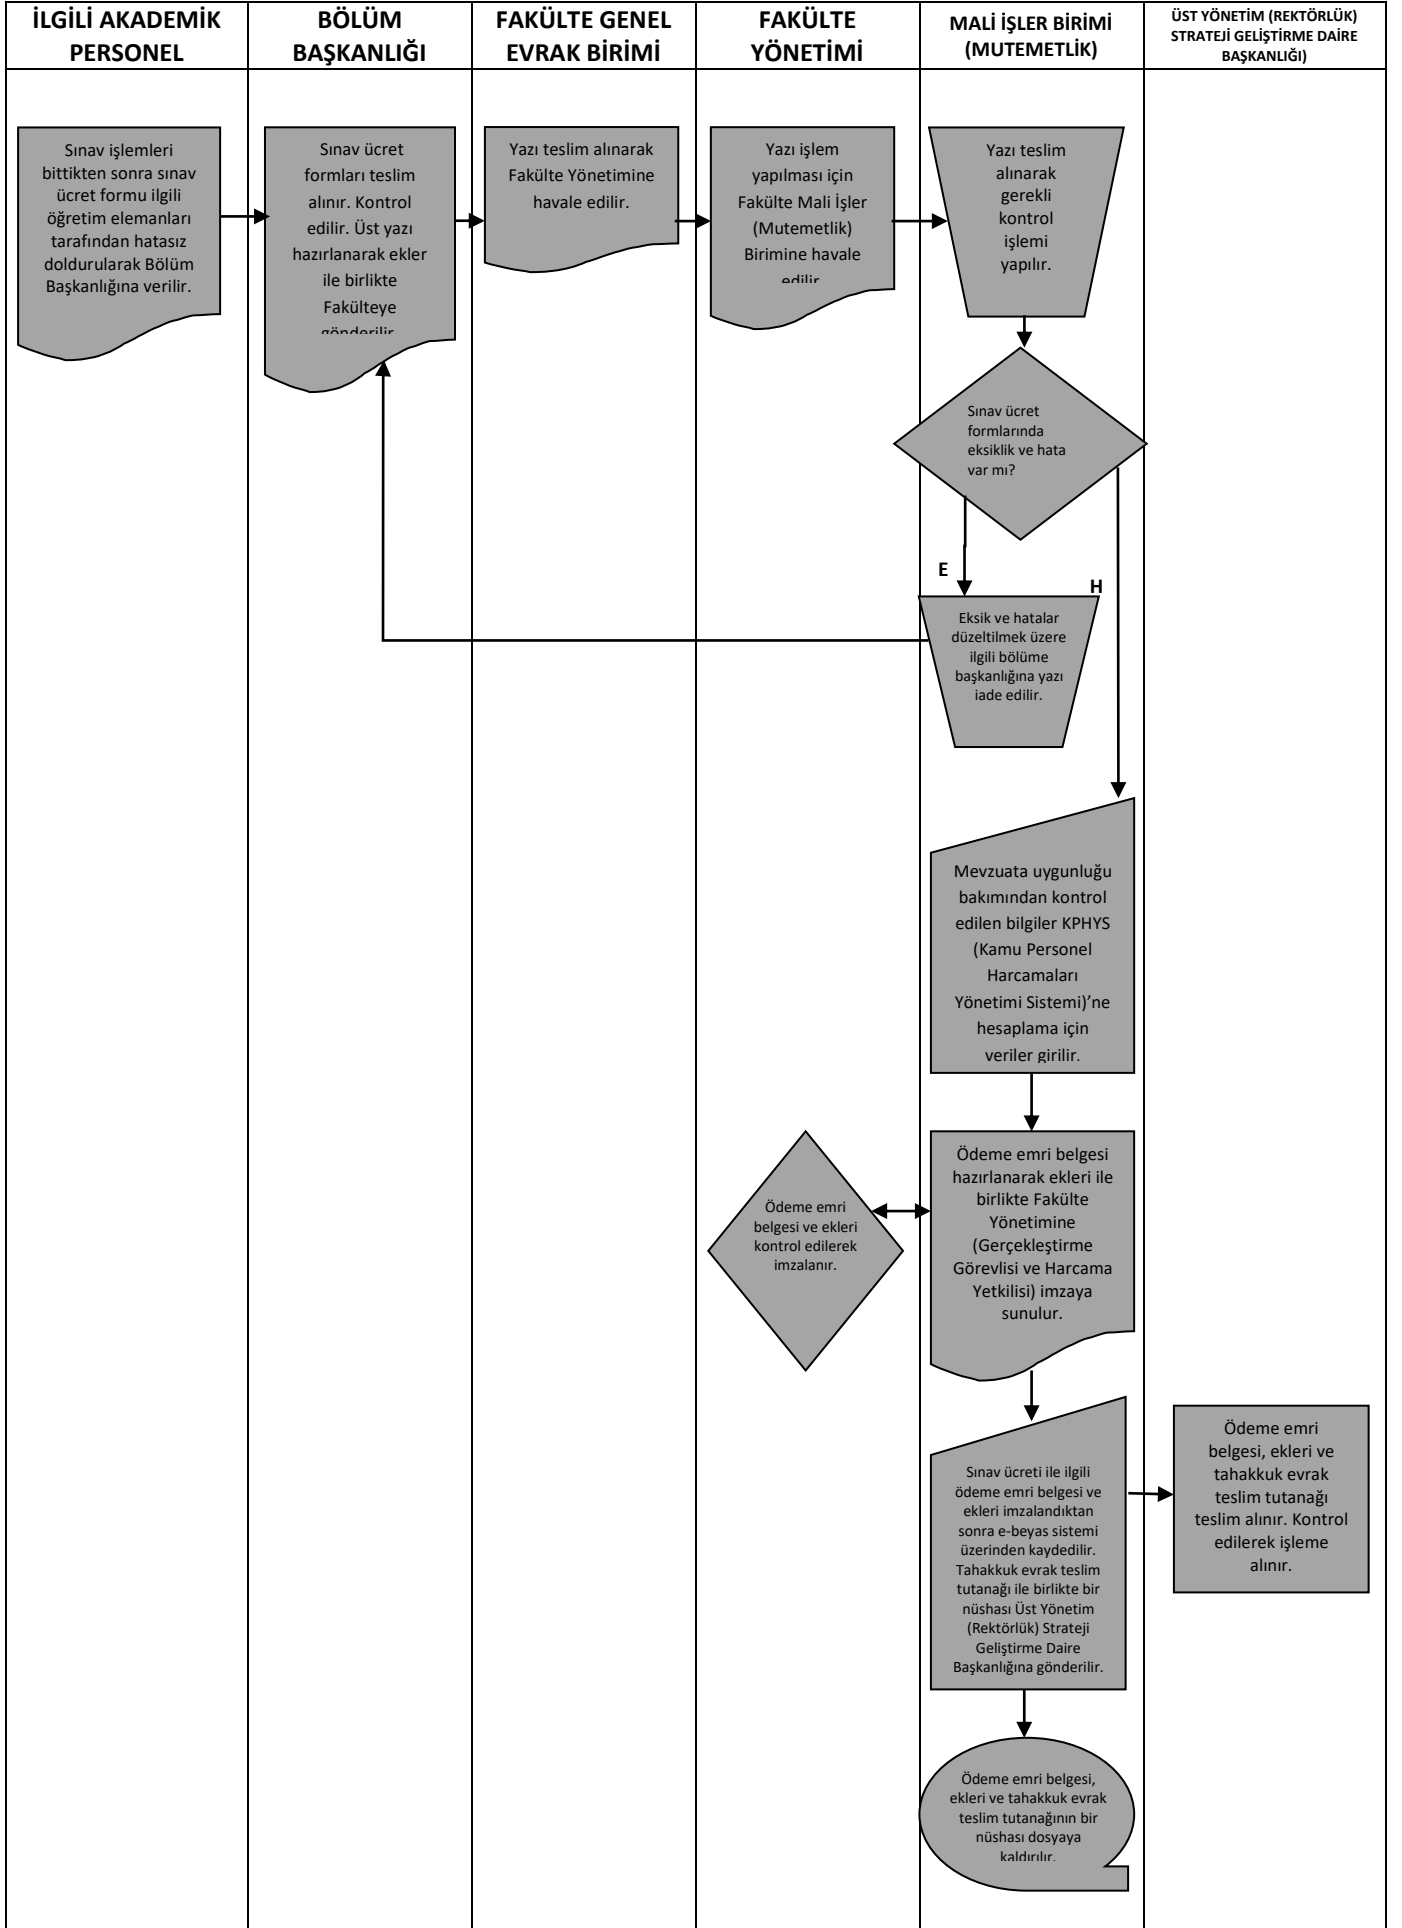 İLGİLİ AKADEMİK
PERSONEL
BÖLÜM
BAŞKANLIĞI
FAKÜLTE GENEL
EVRAK BİRİMİ
FAKÜLTE
YÖNETİMİ
MALİ İŞLER BİRİMİ
(MUTEMETLİK)
ÜST YÖNETİM (REKTÖRLÜK)
STRATEJİ GELİŞTİRME DAİRE
BAŞKANLIĞI)
Sınav işlemleri
bittikten sonra sınav
ücret formu ilgili
öğretim elemanları
tarafından hatasız
doldurularak Bölüm
Başkanlığına verilir.
Sınav ücret
formları teslim
alınır. Kontrol
edilir. Üst yazı
hazırlanarak ekler
ile birlikte
Fakülteye
gönderilir.
Yazı teslim alınarak
Fakülte Yönetimine
havale edilir.
Yazı işlem
yapılması için
Fakülte Mali İşler
(Mutemetlik)
Birimine havale
edilir
Yazı teslim
alınarak
gerekli
kontrol
işlemi
yapılır.
Sınav ücret
formlarında
eksiklik ve hata
var mı?
E
H
Eksik ve hatalar
düzeltilmek üzere
ilgili bölüme
başkanlığına yazı
iade edilir.
Mevzuata uygunluğu
bakımından kontrol
edilen bilgiler KPHYS
(Kamu Personel
Harcamaları
Yönetimi Sistemi)’ne
hesaplama için
veriler girilir.
Ödeme emri
belgesi ve ekleri
kontrol edilerek
imzalanır.
Ödeme emri belgesi
hazırlanarak ekleri ile
birlikte Fakülte
Yönetimine
(Gerçekleştirme
Görevlisi ve Harcama
Yetkilisi) imzaya
sunulur.
Sınav ücreti ile ilgili
ödeme emri belgesi ve
ekleri imzalandıktan
sonra e-beyas sistemi
üzerinden kaydedilir.
Tahakkuk evrak teslim
tutanağı ile birlikte bir
nüshası Üst Yönetim
(Rektörlük) Strateji
Geliştirme Daire
Başkanlığına gönderilir.
Ödeme emri
belgesi, ekleri ve
tahakkuk evrak
teslim tutanağı
teslim alınır. Kontrol
edilerek işleme
alınır.
Ödeme emri belgesi,
ekleri ve tahakkuk evrak
teslim tutanağının bir
nüshası dosyaya
kaldırılır.